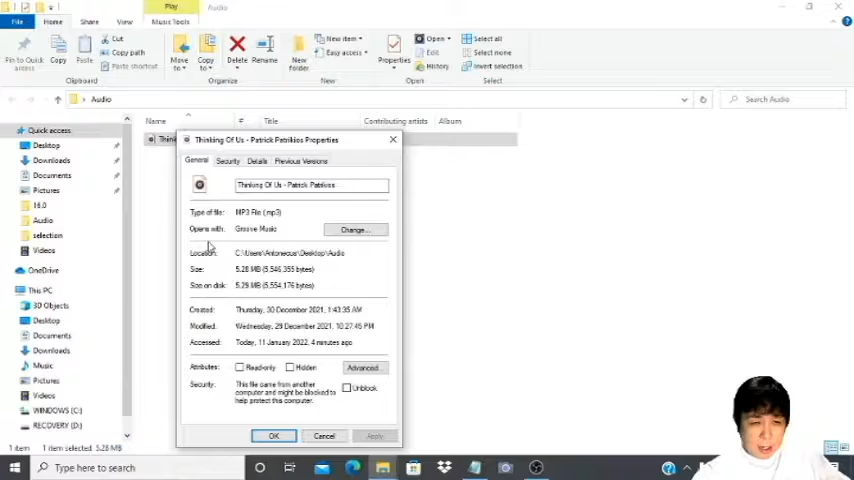 Play
Audio
File
Home
Share
View
Music Tools
Pin to Quick access
Copy
Paste
Cut
Copy path
Paste shortcut
Clipboard
Move to
Copy to
Delete
Rename
Organize
New folder
New item
Easy access
New
Properties
Open
Edit
History
Open
Select all
Select none
Invert selection
Select
Audio
Search Audio
Quick access
Desktop
Downloads
Documents
Pictures
16.0
Audio
selection
Videos
OneDrive
This PC
3D Objects
Desktop
Documents
Downloads
Music
Pictures
Videos
WINDOWS (C:)
RECOVERY (D:)
Name
#
Title
Contributing artists
Album
Thinking Of Us - Patrick Patrikios Properties
General
Security
Details
Previous Versions
Thinking Of Us - Patrick Patrikios
Type of file: MP3 File (.mp3)
Opens with: Groove Music
Change...
Location: C:\Users\Antonecus\Desktop\Audio
Size: 5.28 MB (5,546,355 bytes)
Size on disk: 5.29 MB (5,554,176 bytes)
Created: Thursday, 30 December 2021, 1:43:35 AM
Modified: Wednesday, 29 December 2021, 10:27:45 PM
Accessed: Today, 11 January 2022, 4 minutes ago
Attributes: Read-only Hidden Advanced...
Security: This file came from another computer and might be blocked to help protect this computer.
Unblock
OK
Cancel
Apply
1 item
1 item selected 5.28 MB
Type here to search